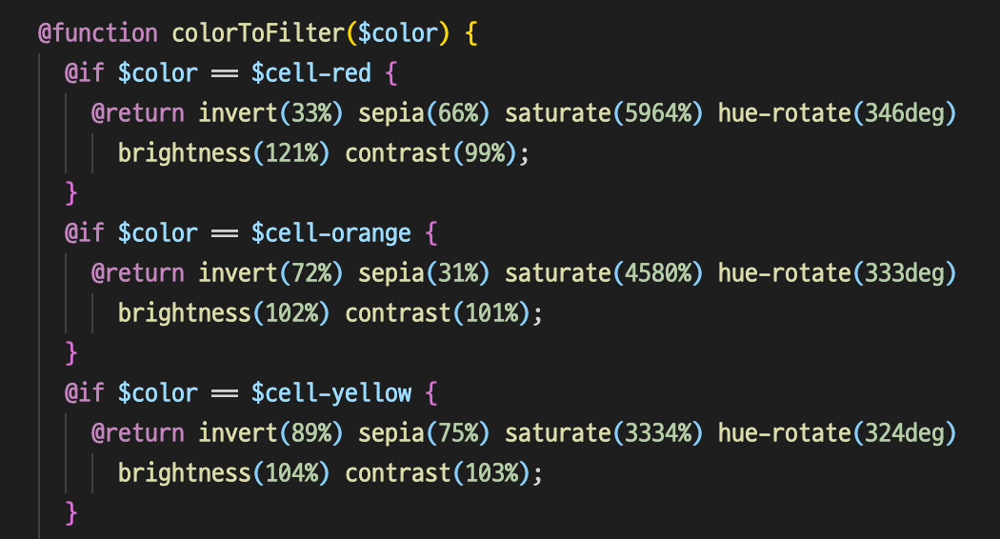 @function colorToFilter($color) {
@if $color == $cell-red {
@return invert(33%) sepia(66%) saturate(5964%) hue-rotate(346deg)
brightness(121%) contrast(99%);
}
@if $color == $cell-orange {
@return invert(72%) sepia(31%) saturate(4580%) hue-rotate(333deg)
brightness(102%) contrast(101%);
}
@if $color == $cell-yellow {
@return invert(89%) sepia(75%) saturate(3334%) hue-rotate(324deg)
brightness(104%) contrast(103%);
}